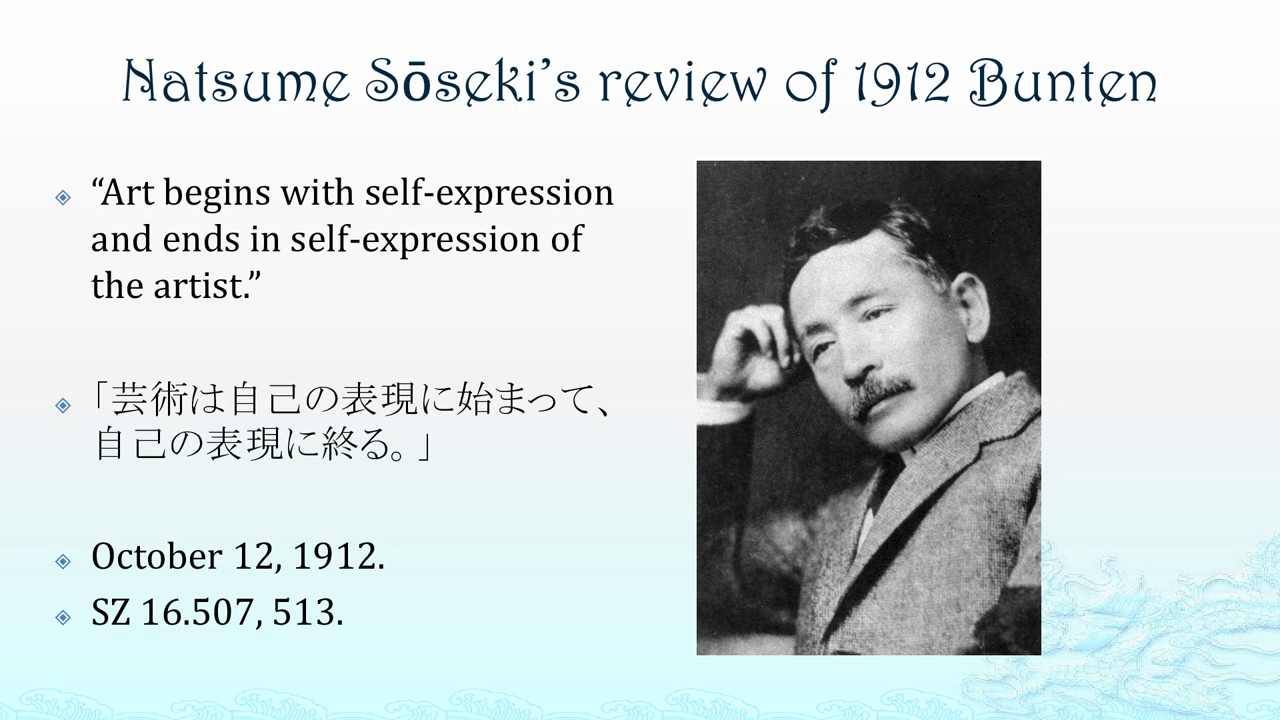 Natsume Sōseki’s review of 1912 Bunten
“Art begins with self-expression
and ends in self-expression of
the artist.”
「芸術は自己の表現に始まって、
自己の表現に終る。」
October 12, 1912.
SZ 16.507, 513.